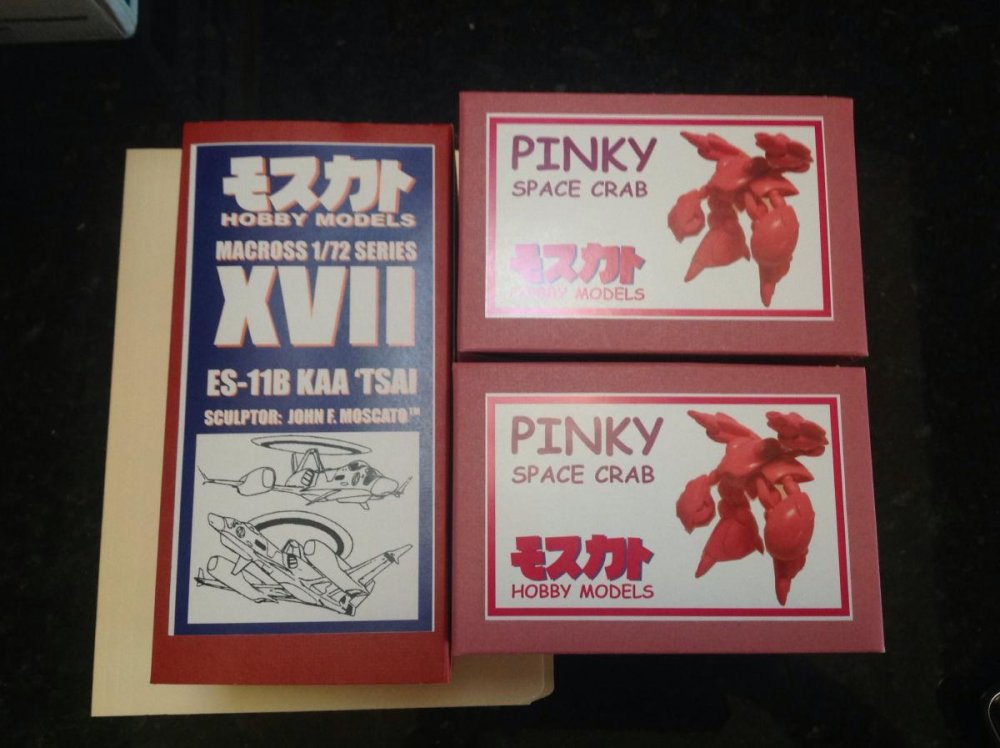 モスカト
HOBBY MODELS
MACROSS 1/72 SERIES
XVII
ES-11B KAA 'TSAI
SCULPTOR: JOHN F. MOSCATO™
PINKY
SPACE CRAB
モスカト
HOBBY MODELS
PINKY
SPACE CRAB
モスカト
HOBBY MODELS